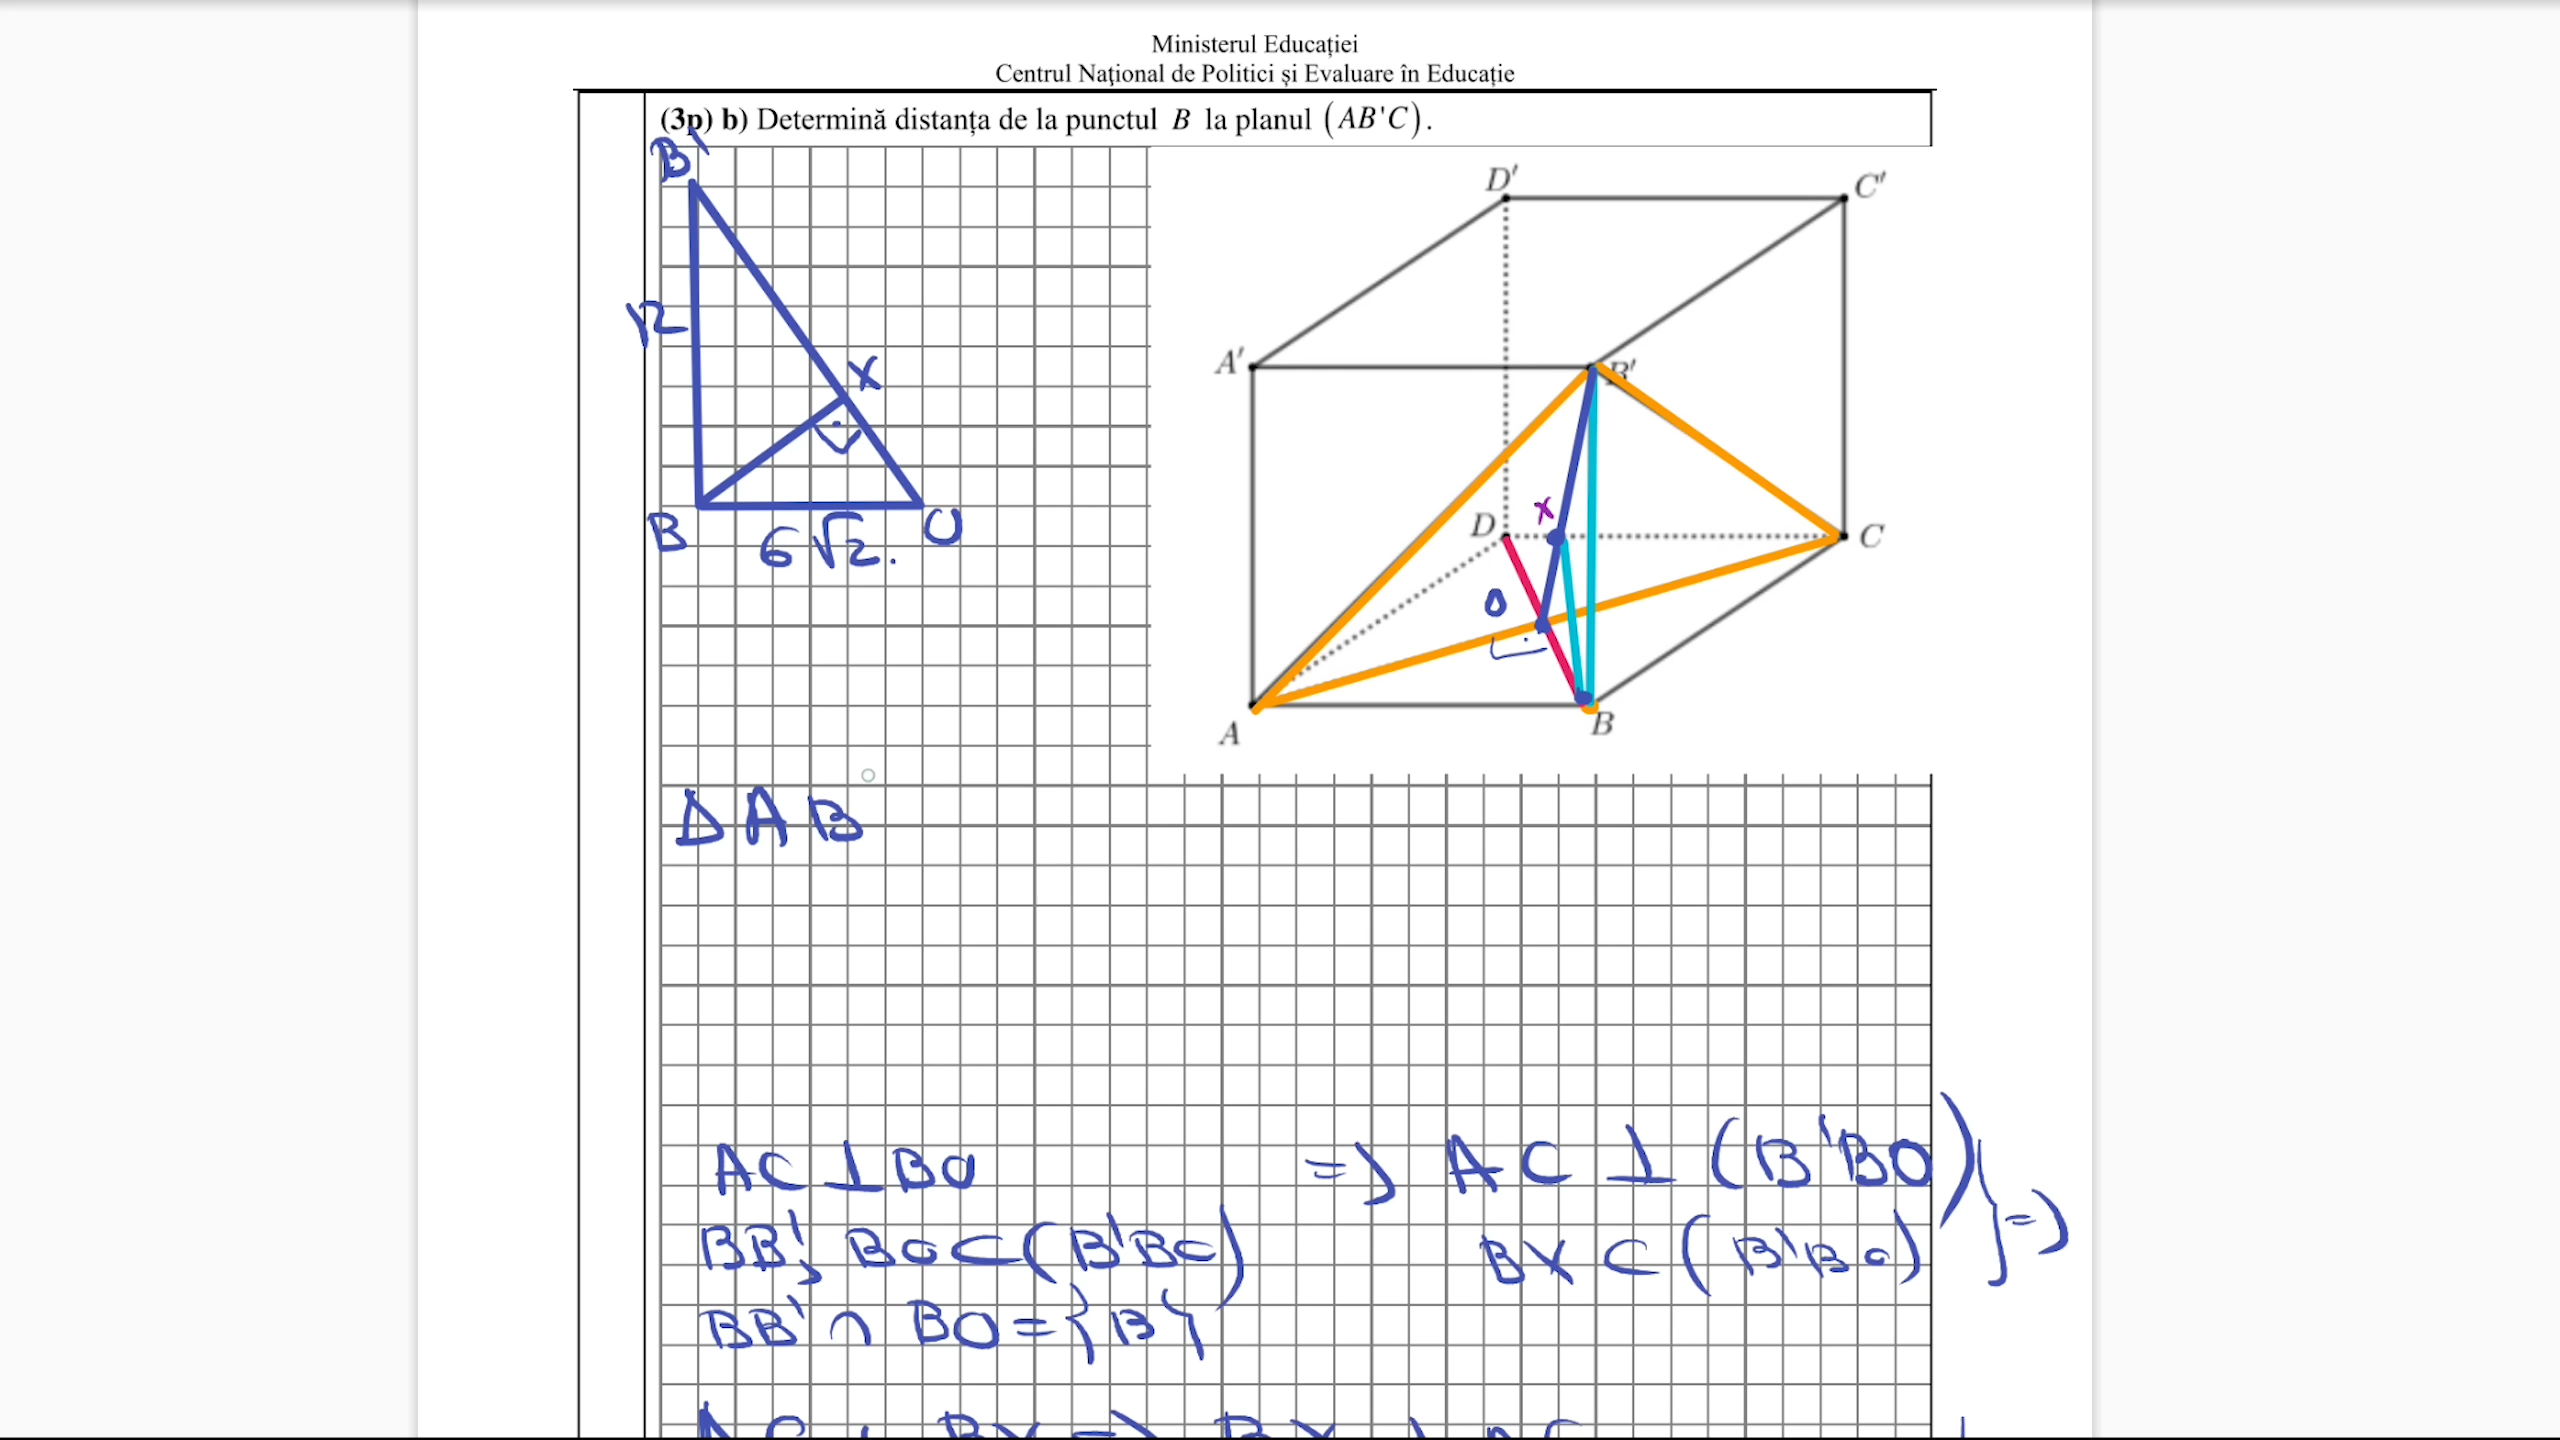 Ministerul Educației
Centrul Național de Politici și Evaluare în Educație
(3p) b) Determină distanța de la punctul B la planul (AB'C).
B'
12
X
B
6√2.
O
D'
C'
A'
B'
X
D
C
O
A
B
Δ A B
AC ⊥ BO => AC ⊥ (B'BO) } =>
BB', BO ⊂ (B'BO) BX ⊂ (B'BO)
BB' ∩ BO = {B}